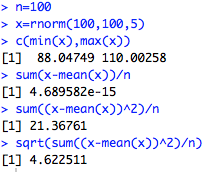 > n=100
> x=rnorm(100,100,5)
> c(min(x),max(x))
[1]  88.04749 110.00258
> sum(x-mean(x))/n
[1] 4.689582e-15
> sum((x-mean(x))^2)/n
[1] 21.36761
> sqrt(sum((x-mean(x))^2)/n)
[1] 4.622511